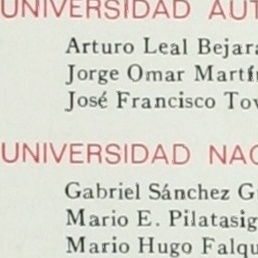 UNIVERSIDAD AUT
Arturo Leal Bejara
Jorge Omar Martí
José Francisco Tov
UNIVERSIDAD NAC
Gabriel Sánchez G
Mario E. Pilatasig
Mario Hugo Falqu